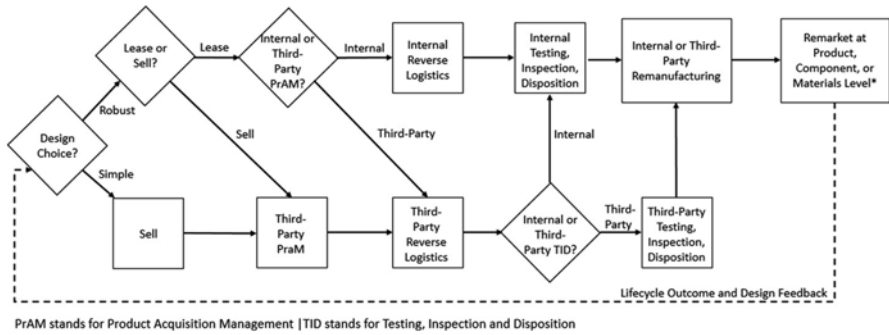 Lease or
Sell?
Lease
Internal or
Third-
Party
PrAM?
Internal
Internal
Reverse
Logistics
Internal
Testing,
Inspection,
Disposition
Internal or Third-
Party
Remanufacturing
Remarket at
Product,
Component, or
Materials Level*
Robust
Design
Choice?
Sell
Third-Party
Internal
Simple
Sell
Third-
Party
PraM
Third-
Party
Reverse
Logistics
Internal or
Third-
Party TID?
Third-
Party
Third-Party
Testing,
Inspection,
Disposition
Lifecycle Outcome and Design Feedback
PrAM stands for Product Acquisition Management |TID stands for Testing, Inspection and Disposition